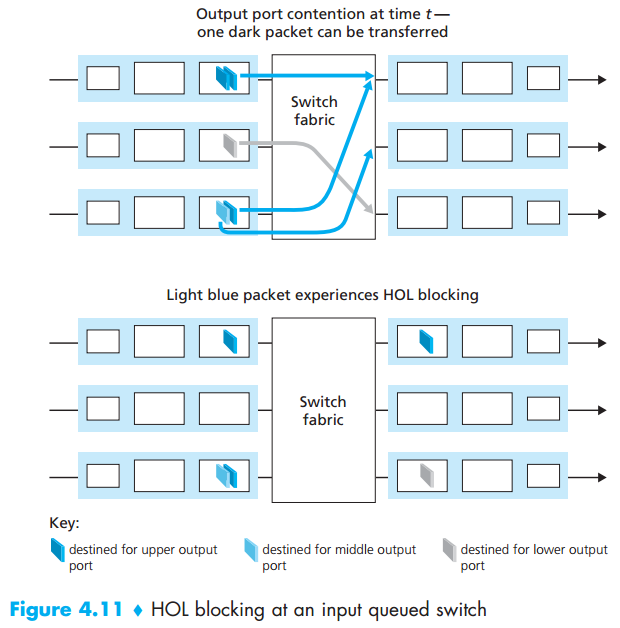 Output port contention at time t—
one dark packet can be transferred
Switch
fabric
Light blue packet experiences HOL blocking
Switch
fabric
Key:
destined for upper output
port
destined for middle output
port
destined for lower output
port
Figure 4.11 ♦ HOL blocking at an input queued switch